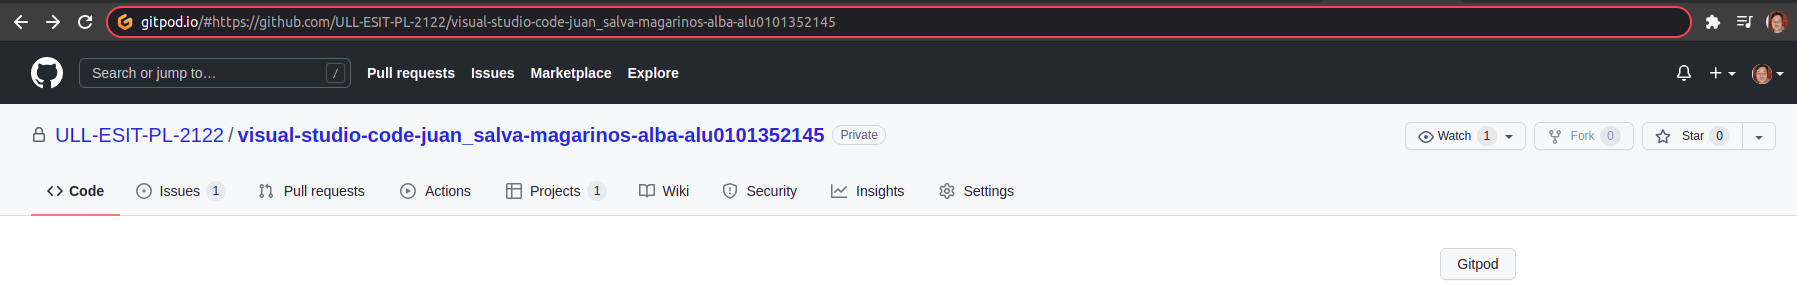 gitpod.io/#https://github.com/ULL-ESIT-PL-2122/visual-studio-code-juan_salva-magarinos-alba-alu0101352145
Search or jump to… / Pull requests Issues Marketplace Explore
ULL-ESIT-PL-2122 / visual-studio-code-juan_salva-magarinos-alba-alu0101352145 Private Watch 1 Fork 0 Star 0
Code Issues 1 Pull requests Actions Projects 1 Wiki Security Insights Settings
Gitpod